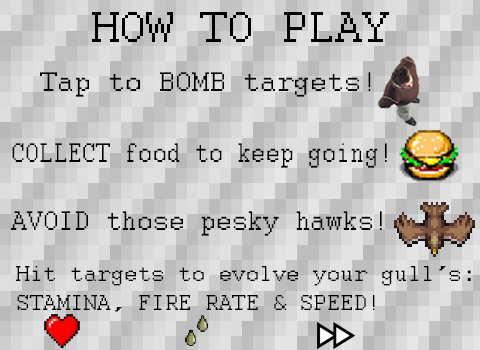 HOW TO PLAY
Tap to BOMB targets!
COLLECT food to keep going!
AVOID those pesky hawks!
Hit targets to evolve your gull's:
STAMINA, FIRE RATE & SPEED!